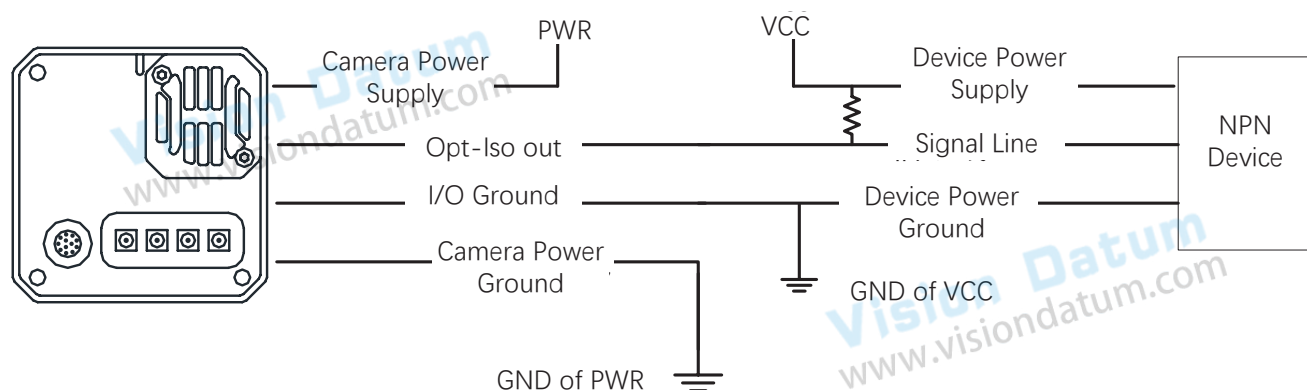 PWR
VCC
Camera Power
Supply
Device Power
Supply
Opt-Iso out
Signal Line
NPN
Device
I/O Ground
Device Power
Ground
Camera Power
Ground
GND of VCC
GND of PWR
Vision Datum
www.visiondatum.com
Vision Datum
www.visiondatum.com